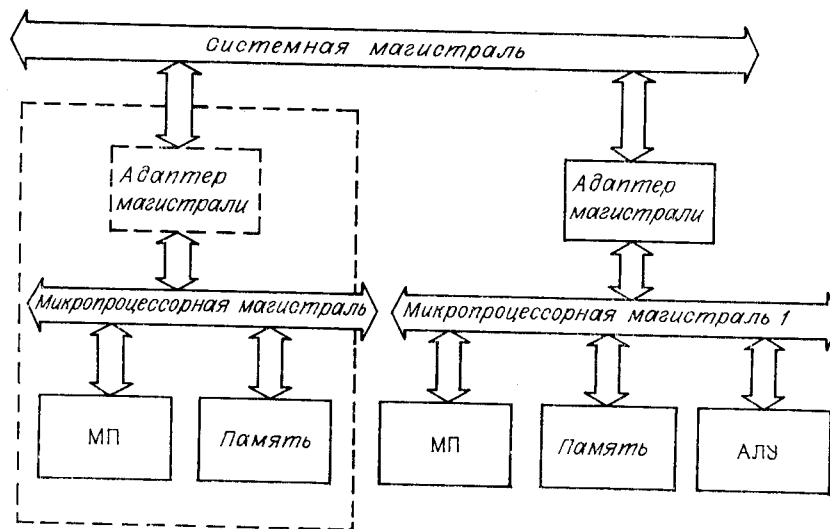 Системная магистраль
Адаптер
магистрали
Адаптер
магистрали
Микропроцессорная магистраль
Микропроцессорная магистраль 1
МП
Память
МП
Память
АЛУ